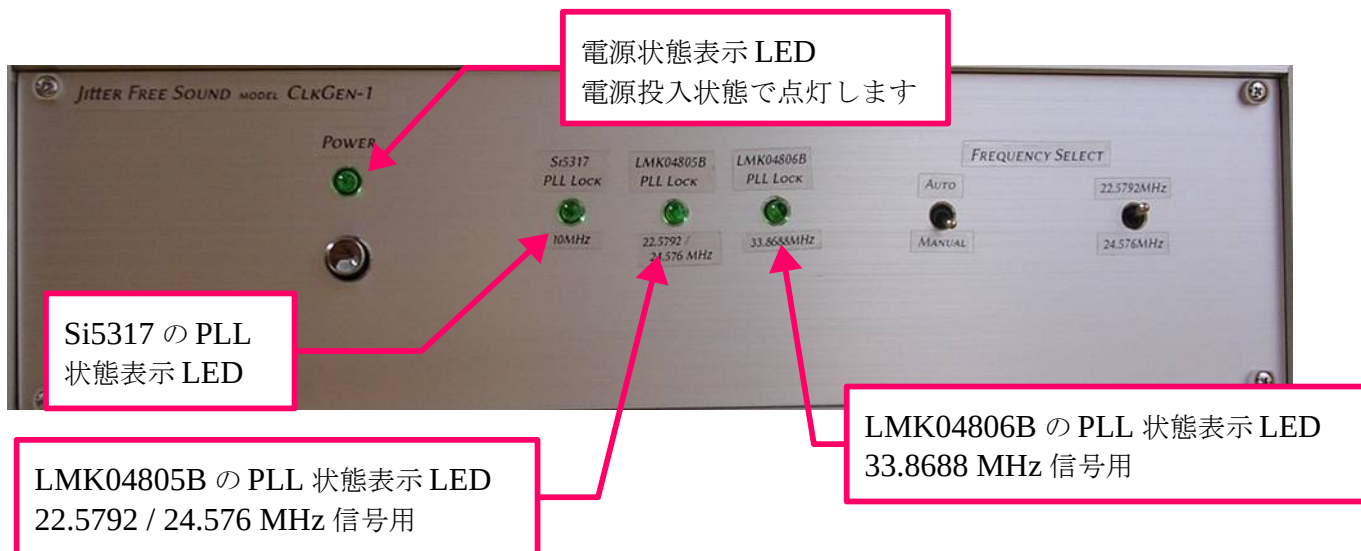 電源状態表示 LED
電源投入状態で点灯します
JITTER FREE SOUND MODEL CLKGEN-1
POWER
Si5317
PLL LOCK
10MHz
LMK04805B
PLL LOCK
22.5792 /
24.576 MHz
LMK04806B
PLL LOCK
33.8688MHz
FREQUENCY SELECT
AUTO
MANUAL
22.5792MHz
24.576MHz
Si5317 の PLL
状態表示 LED
LMK04805B の PLL 状態表示 LED
22.5792 / 24.576 MHz 信号用
LMK04806B の PLL 状態表示 LED
33.8688 MHz 信号用